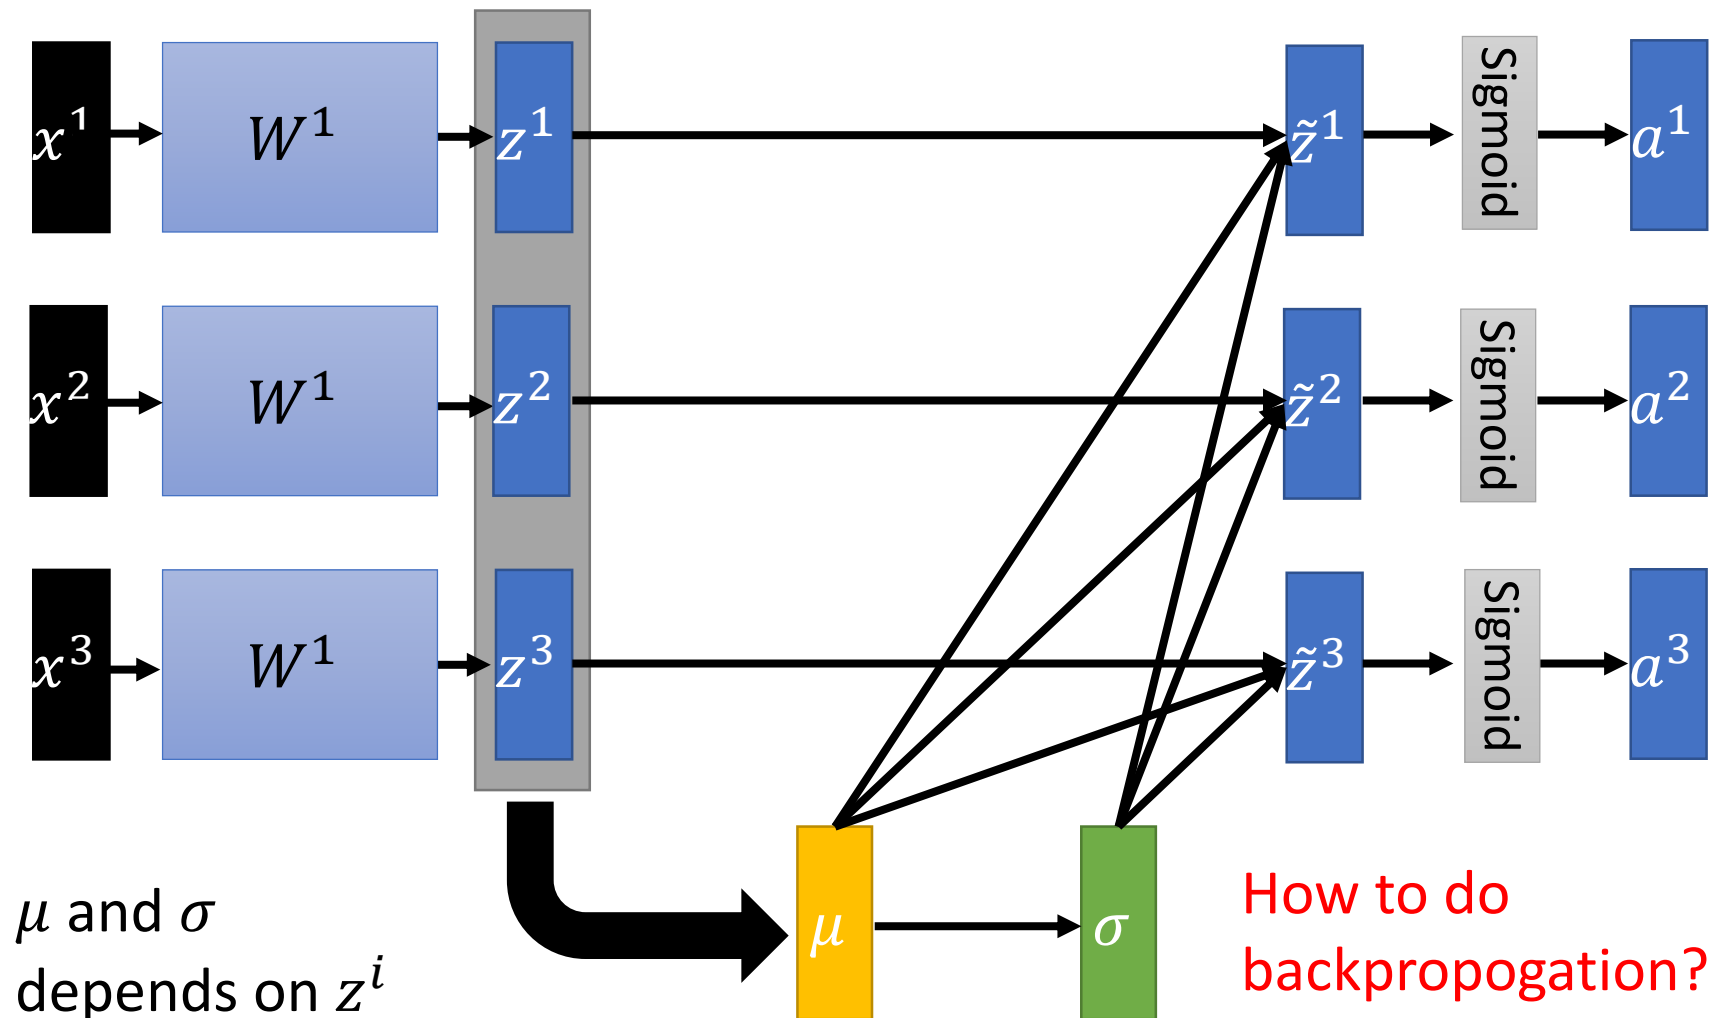 x¹ W¹ z¹ z̃¹ Sigmoid a¹
x² W¹ z² z̃² Sigmoid a²
x³ W¹ z³ z̃³ Sigmoid a³
μ σ
μ and σ
depends on zⁱ
How to do
backpropogation?